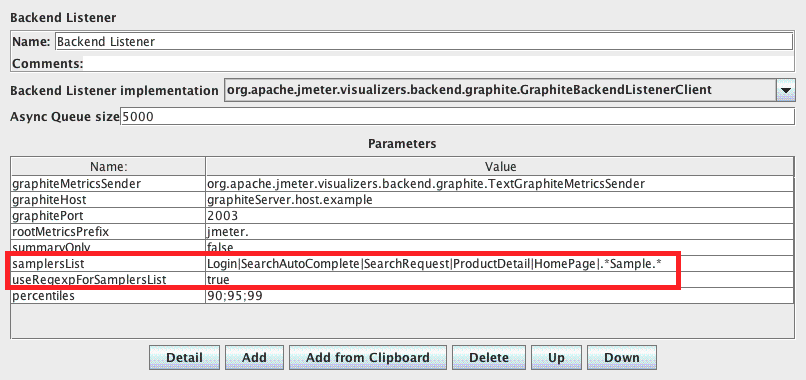 Backend Listener
Name: Backend Listener
Comments:
Backend Listener implementation org.apache.jmeter.visualizers.backend.graphite.GraphiteBackendListenerClient
Async Queue size 5000
Parameters
Name: Value
graphiteMetricsSender org.apache.jmeter.visualizers.backend.graphite.TextGraphiteMetricsSender
graphiteHost graphiteServer.host.example
graphitePort 2003
rootMetricsPrefix jmeter.
summaryOnly false
samplersList Login|SearchAutoComplete|SearchRequest|ProductDetail|HomePage|.*Sample.*
useRegexpForSamplersList true
percentiles 90;95;99
Detail Add Add from Clipboard Delete Up Down